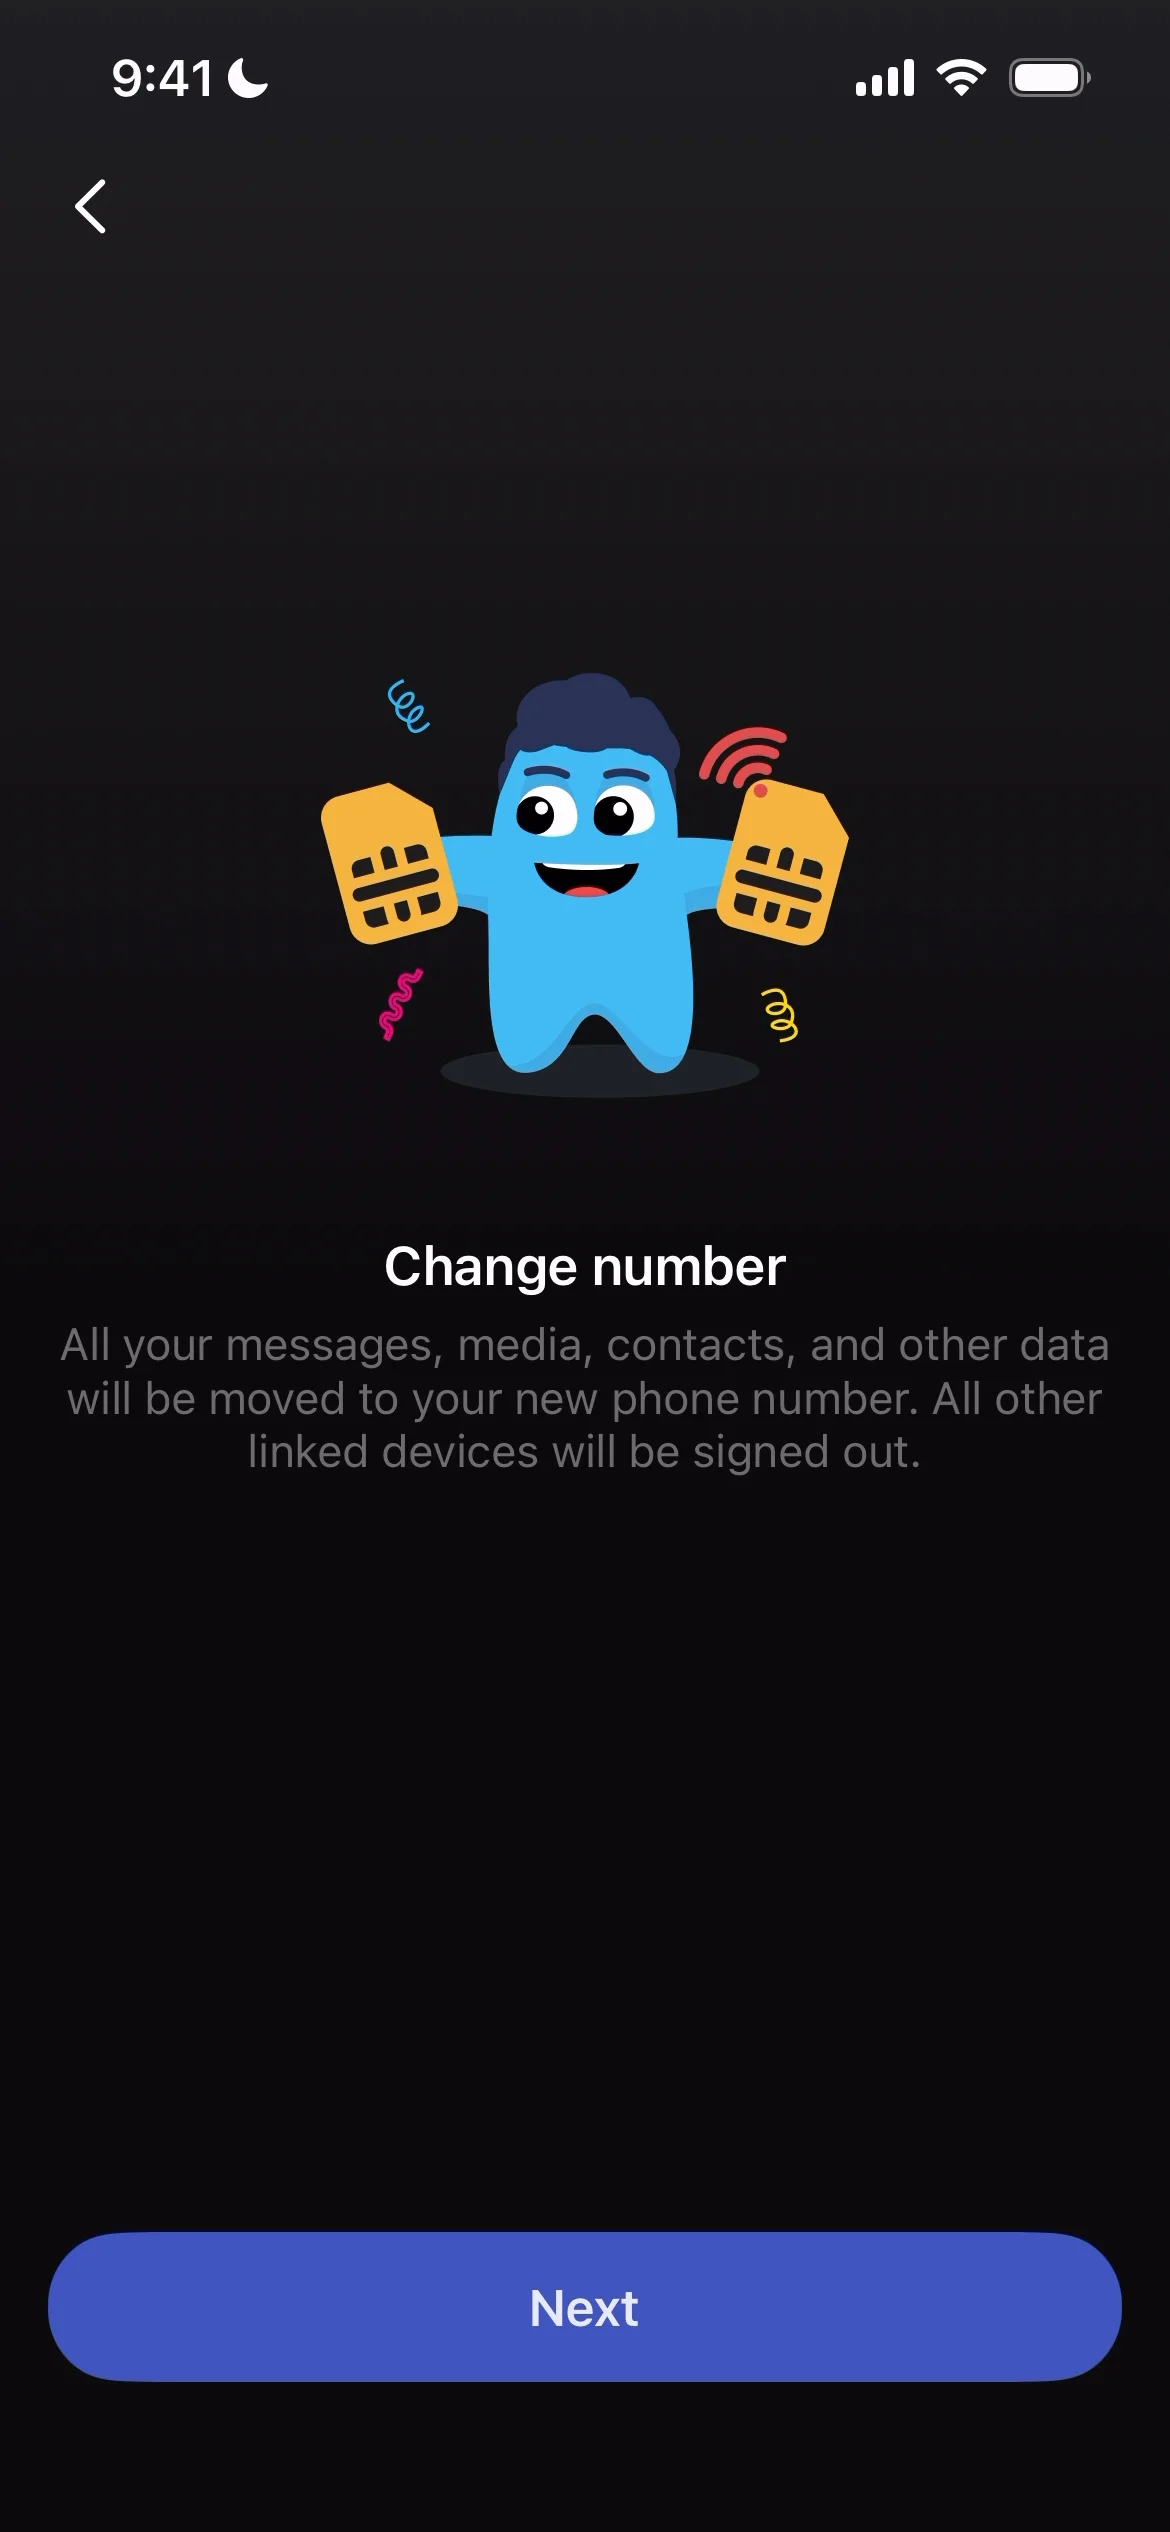 9:41
Change number
All your messages, media, contacts, and other data
will be moved to your new phone number. All other
linked devices will be signed out.
Next